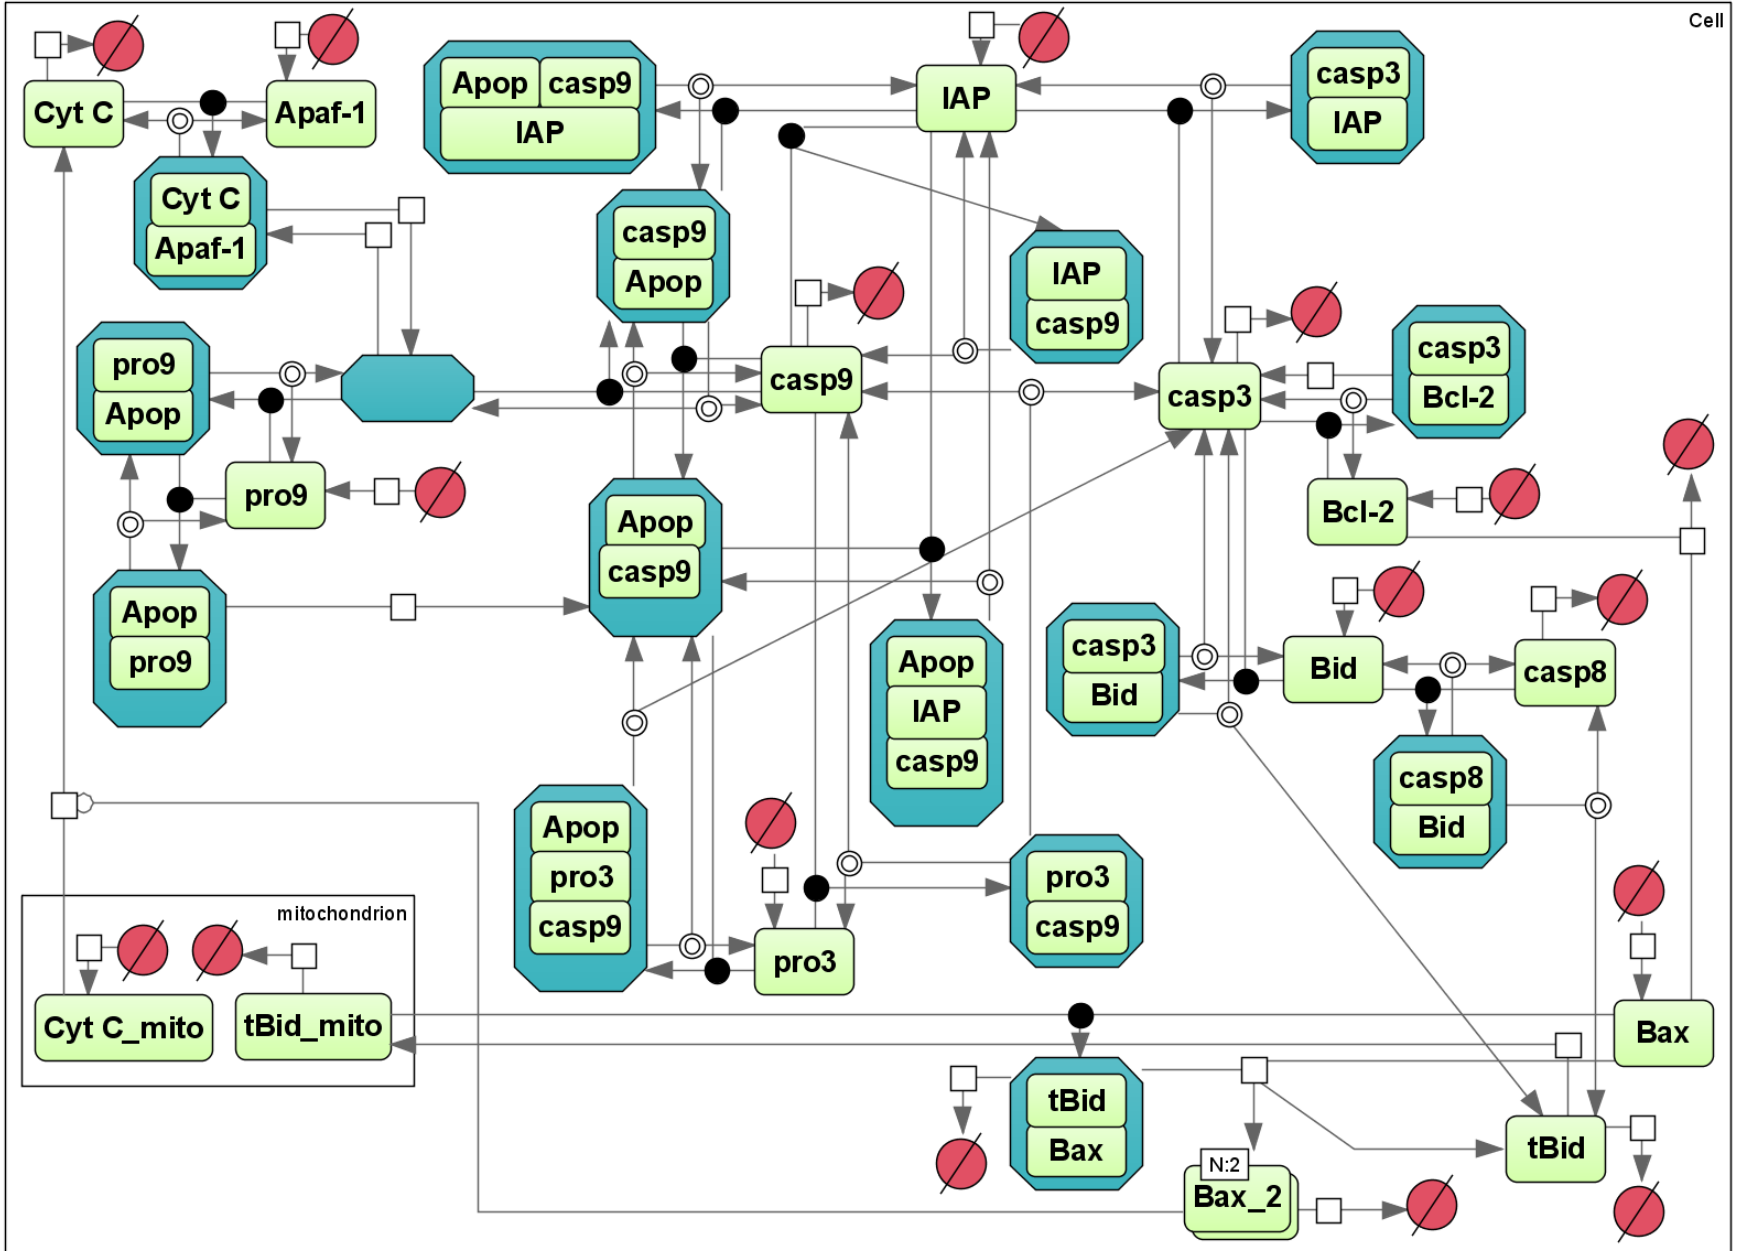 Cell
Cyt C
Apaf-1
Apop casp9
IAP
IAP
casp3
IAP
Cyt C
Apaf-1
casp9
Apop
IAP
casp9
pro9
Apop
casp9
casp3
casp3
Bcl-2
pro9
Bcl-2
Apop
casp9
Apop
pro9
Apop
IAP
casp9
casp3
Bid
Bid
casp8
casp8
Bid
Apop
pro3
casp9
pro3
pro3
casp9
mitochondrion
Cyt C_mito
tBid_mito
Bax
tBid
Bax
N:2
Bax_2
tBid